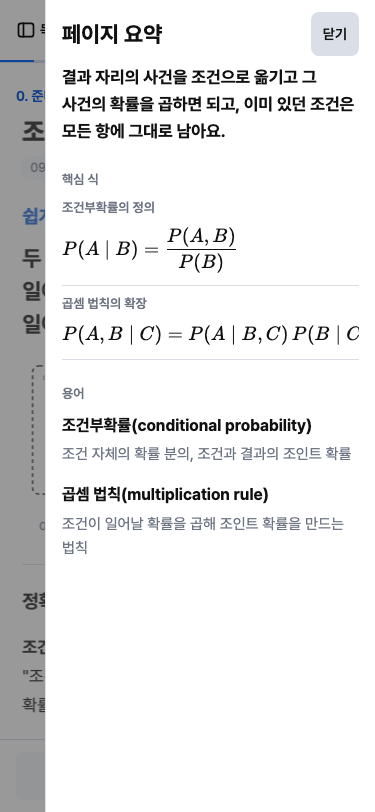 페이지 요약
닫기
결과 자리의 사건을 조건으로 옮기고 그
사건의 확률을 곱하면 되고, 이미 있던 조건은
모든 항에 그대로 남아요.
핵심 식
조건부확률의 정의
P(A | B) = P(A, B) / P(B)
곱셈 법칙의 확장
P(A, B | C) = P(A | B, C) P(B | C
용어
조건부확률(conditional probability)
조건 자체의 확률 분의, 조건과 결과의 조인트 확률
곱셈 법칙(multiplication rule)
조건이 일어날 확률을 곱해 조인트 확률을 만드는
법칙
0. 준
조
09
쉽게
두
일
일
정확
조건
"조
확률